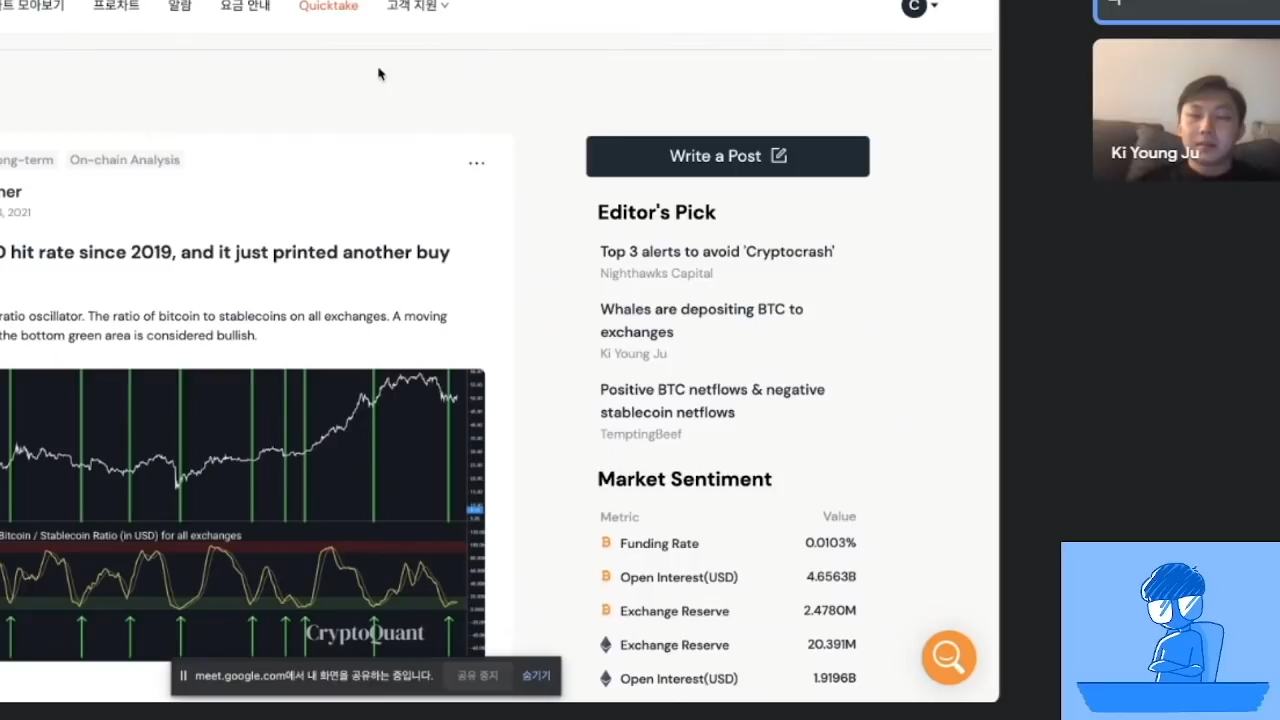 트 모아보기 프로차트 알람 요금 안내 Quicktake 고객 지원
C
ong-term On-chain Analysis
...
ner
, 2021
0 hit rate since 2019, and it just printed another buy
ratio oscillator. The ratio of bitcoin to stablecoins on all exchanges. A moving
the bottom green area is considered bullish.
Bitcoin / Stablecoin Ratio (in USD) for all exchanges
CryptoQuant
meet.google.com에서 내 화면을 공유하는 중입니다. 공유 중지 숨기기
Write a Post
Editor's Pick
Top 3 alerts to avoid 'Cryptocrash'
Nighthawks Capital
Whales are depositing BTC to
exchanges
Ki Young Ju
Positive BTC netflows & negative
stablecoin netflows
TemptingBeef
Market Sentiment
Metric Value
Funding Rate 0.0103%
Open Interest(USD) 4.6563B
Exchange Reserve 2.4780M
Exchange Reserve 20.391M
Open Interest(USD) 1.9196B
Ki Young Ju